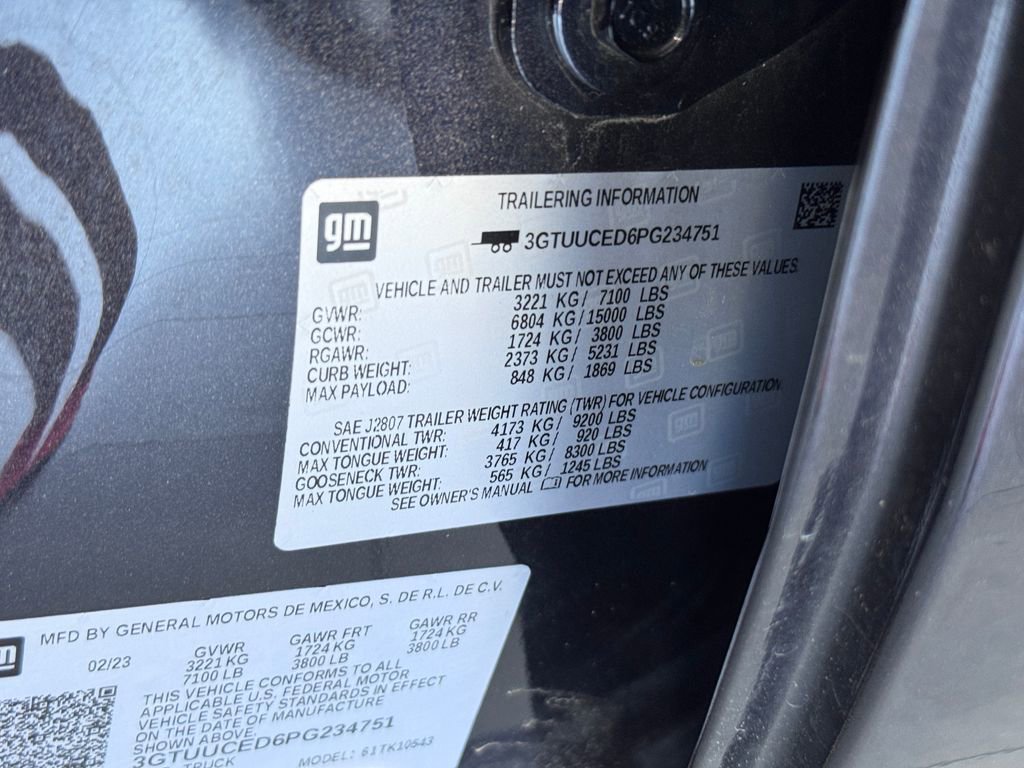 TRAILERING INFORMATION
gm
3GTUUCED6PG234751
VEHICLE AND TRAILER MUST NOT EXCEED ANY OF THESE VALUES.
GVWR: 3221 KG / 7100 LBS
GCWR: 6804 KG / 15000 LBS
RGAWR: 1724 KG / 3800 LBS
CURB WEIGHT: 2373 KG / 5231 LBS
MAX PAYLOAD: 848 KG / 1869 LBS
SAE J2807 TRAILER WEIGHT RATING (TWR) FOR VEHICLE CONFIGURATION
CONVENTIONAL TWR: 4173 KG / 9200 LBS
MAX TONGUE WEIGHT: 417 KG / 920 LBS
GOOSENECK TWR: 3765 KG / 8300 LBS
MAX TONGUE WEIGHT: 565 KG / 1245 LBS
SEE OWNER'S MANUAL FOR MORE INFORMATION
MFD BY GENERAL MOTORS DE MEXICO, S. DE R.L. DE C.V.
02/23 GVWR GAWR FRT GAWR RR
3221 KG 1724 KG 1724 KG
7100 LB 3800 LB 3800 LB
THIS VEHICLE CONFORMS TO ALL
APPLICABLE U.S. FEDERAL MOTOR
VEHICLE SAFETY STANDARDS IN EFFECT
ON THE DATE OF MANUFACTURE
SHOWN ABOVE.
3GTUUCED6PG234751
TRUCK MODEL: 61TK10543